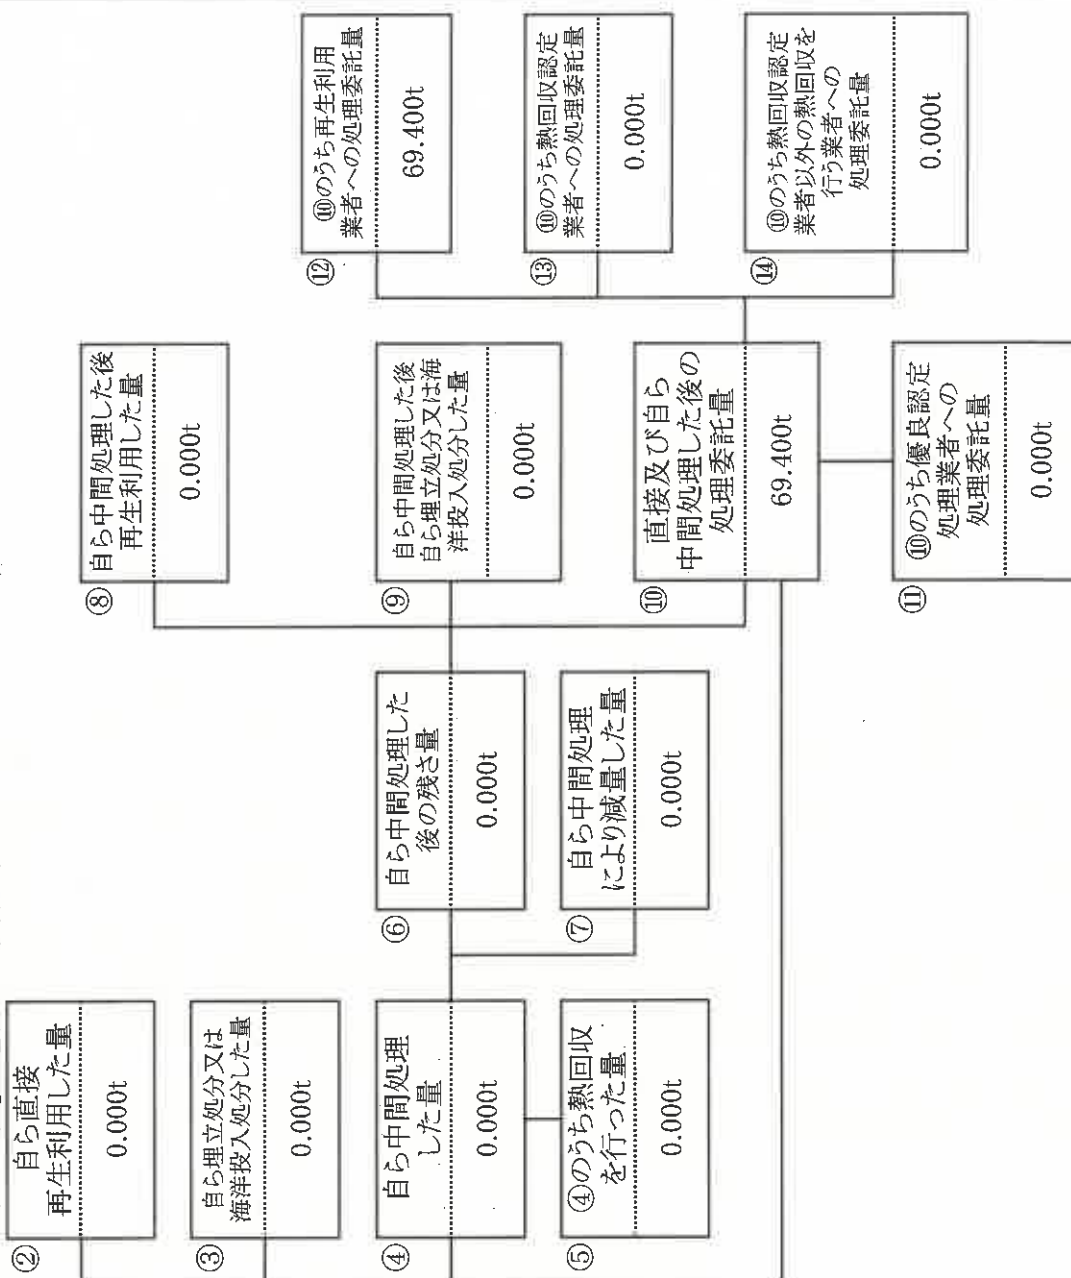 ②
自ら直接
再生利用した量
0.000t
③
自ら埋立処分又は
海洋投入処分した量
0.000t
④
自ら中間処理
した量
0.000t
⑤
④のうち熱回収
を行った量
0.000t
⑥
自ら中間処理した
後の残さ量
0.000t
⑦
自ら中間処理
により減量した量
0.000t
⑧
自ら中間処理した後
再生利用した量
0.000t
⑨
自ら中間処理した後
自ら埋立処分又は海
洋投入処分した量
0.000t
⑩
直接及び自ら
中間処理した後の
処理委託量
69.400t
⑪
⑩のうち優良認定
処理業者への
処理委託量
0.000t
⑫
⑩のうち再生利用
業者への処理委託量
69.400t
⑬
⑩のうち熱回収認定
業者への処理委託量
0.000t
⑭
⑩のうち熱回収認定
業者以外の熱回収を
行う業者への
処理委託量
0.000t